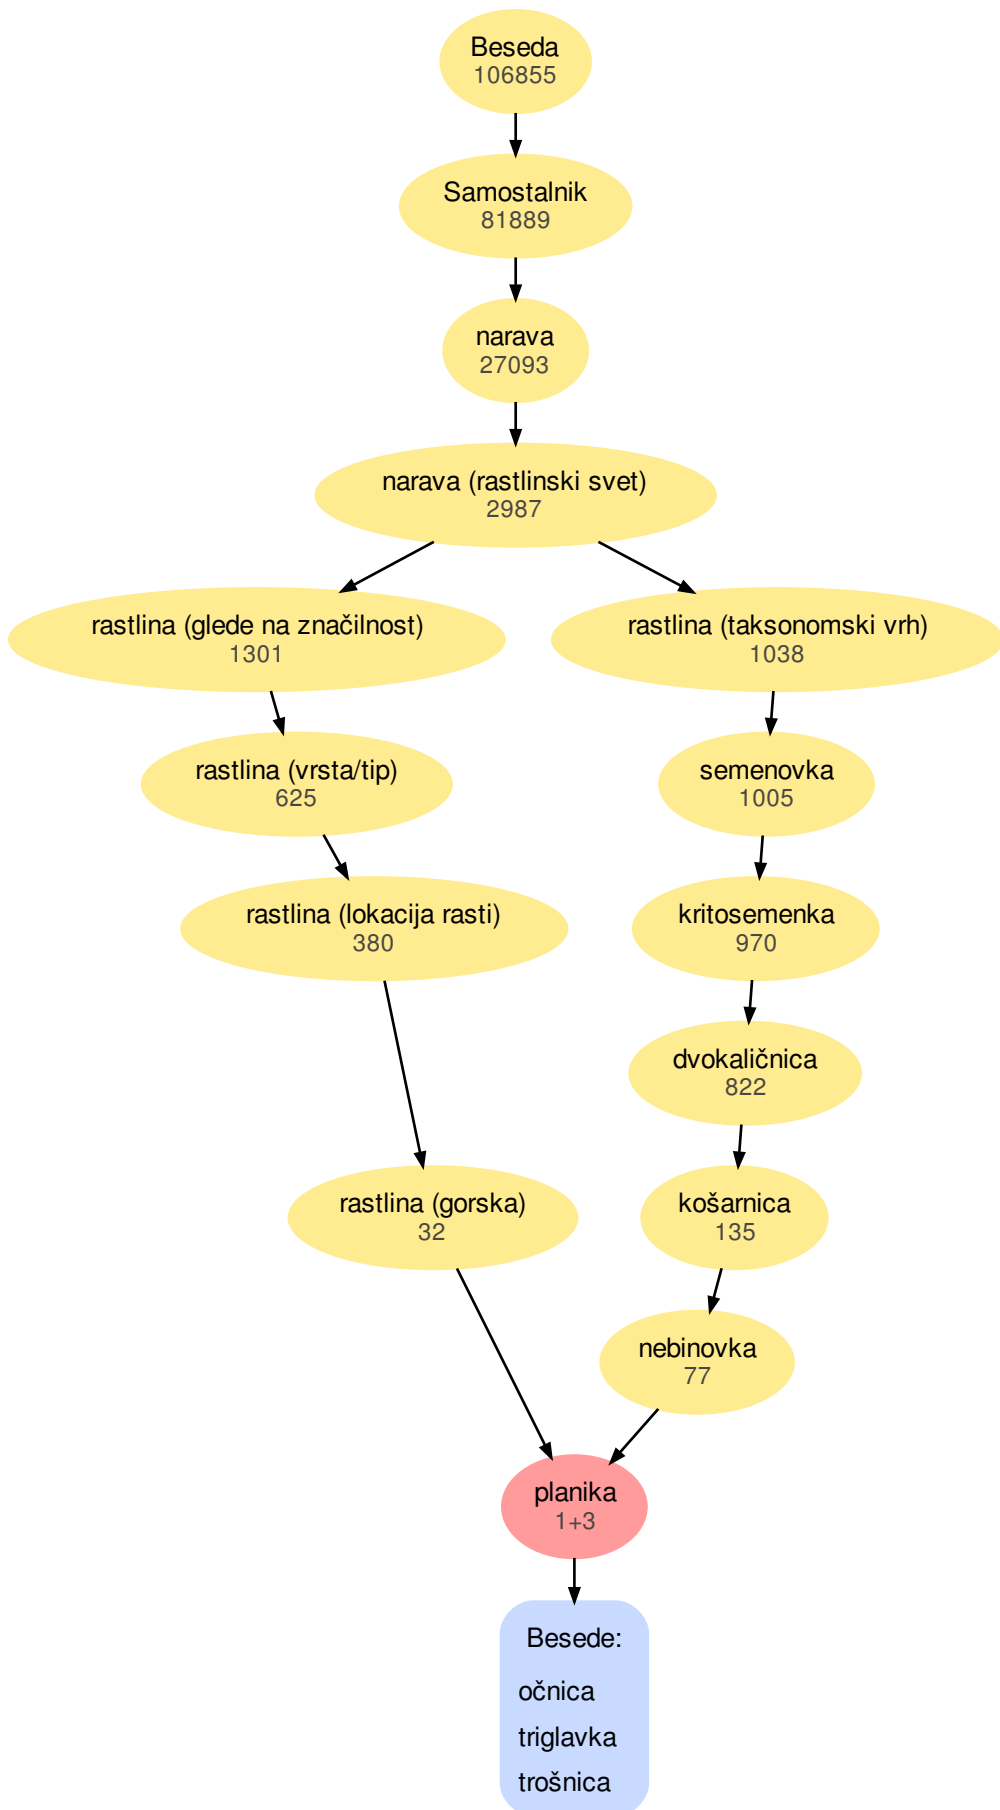 Beseda
106855
Samostalnik
81889
narava
27093
narava (rastlinski svet)
2987
rastlina (glede na značilnost)
1301
rastlina (taksonomski vrh)
1038
rastlina (vrsta/tip)
625
semenovka
1005
rastlina (lokacija rasti)
380
kritosemenka
970
dvokaličnica
822
rastlina (gorska)
32
košarnica
135
nebinovka
77
planika
1+3
Besede:
očnica
triglavka
trošnica